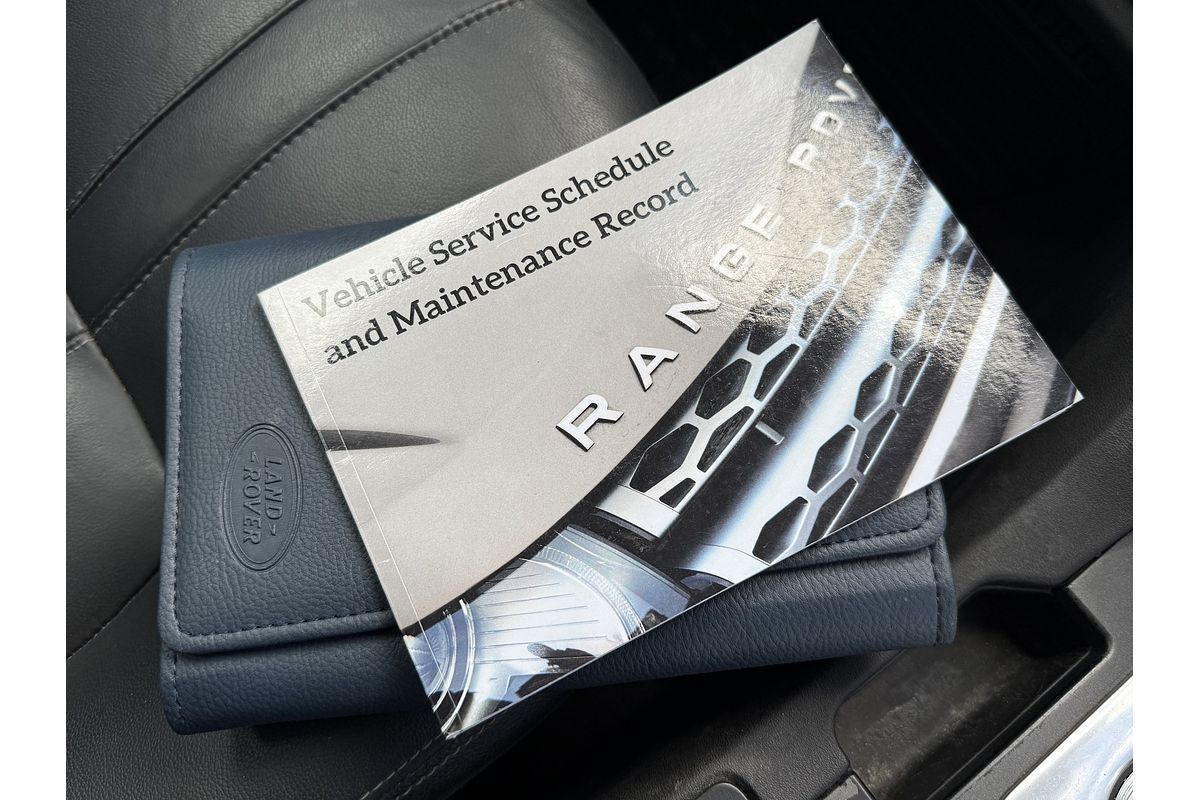 Vehicle Service Schedule
and Maintenance Record
RANGE
LAND-
-ROVER